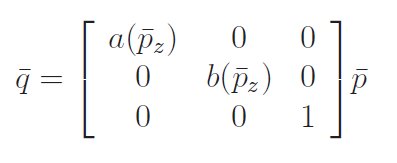 q̄ = [ a(p̄_z) 0 0
0 b(p̄_z) 0
0 0 1 ] p̄